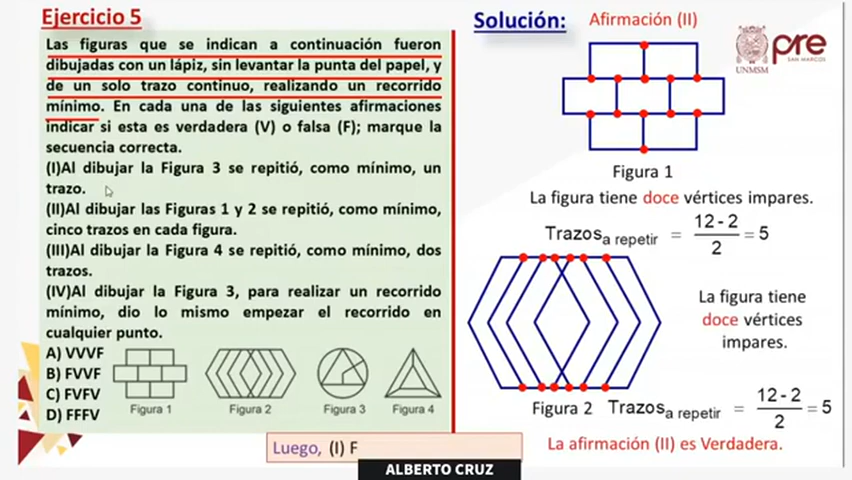 Ejercicio 5
Las figuras que se indican a continuación fueron
dibujadas con un lápiz, sin levantar la punta del papel, y
de un solo trazo continuo, realizando un recorrido
mínimo. En cada una de las siguientes afirmaciones
indicar si esta es verdadera (V) o falsa (F); marque la
secuencia correcta.
(I)Al dibujar la Figura 3 se repitió, como mínimo, un
trazo.
(II)Al dibujar las Figuras 1 y 2 se repitió, como mínimo,
cinco trazos en cada figura.
(III)Al dibujar la Figura 4 se repitió, como mínimo, dos
trazos.
(IV)Al dibujar la Figura 3, para realizar un recorrido
mínimo, dio lo mismo empezar el recorrido en
cualquier punto.
A) VVVF
B) FVVF
C) FVFV
D) FFFV
Figura 1
Figura 2
Figura 3
Figura 4
Solución:
Afirmación (II)
UNMSM
pre
SAN MARCOS
Figura 1
La figura tiene doce vértices impares.
Trazos a repetir = 12 - 2 / 2 = 5
La figura tiene
doce vértices
impares.
Figura 2
Trazos a repetir = 12 - 2 / 2 = 5
La afirmación (II) es Verdadera.
Luego, (I) F
ALBERTO CRUZ